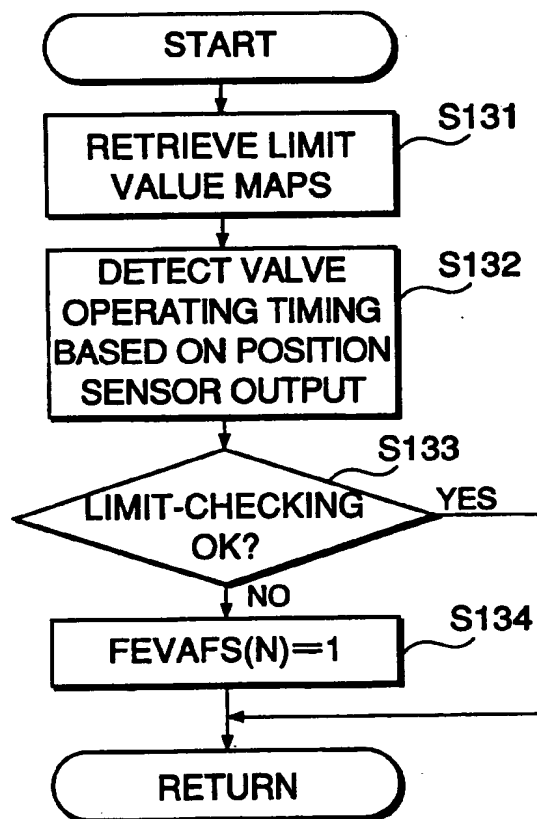 START
S131
RETRIEVE LIMIT
VALUE MAPS
S132
DETECT VALVE
OPERATING TIMING
BASED ON POSITION
SENSOR OUTPUT
S133
LIMIT-CHECKING
OK?
YES
NO
S134
FEVAFS(N)=1
RETURN